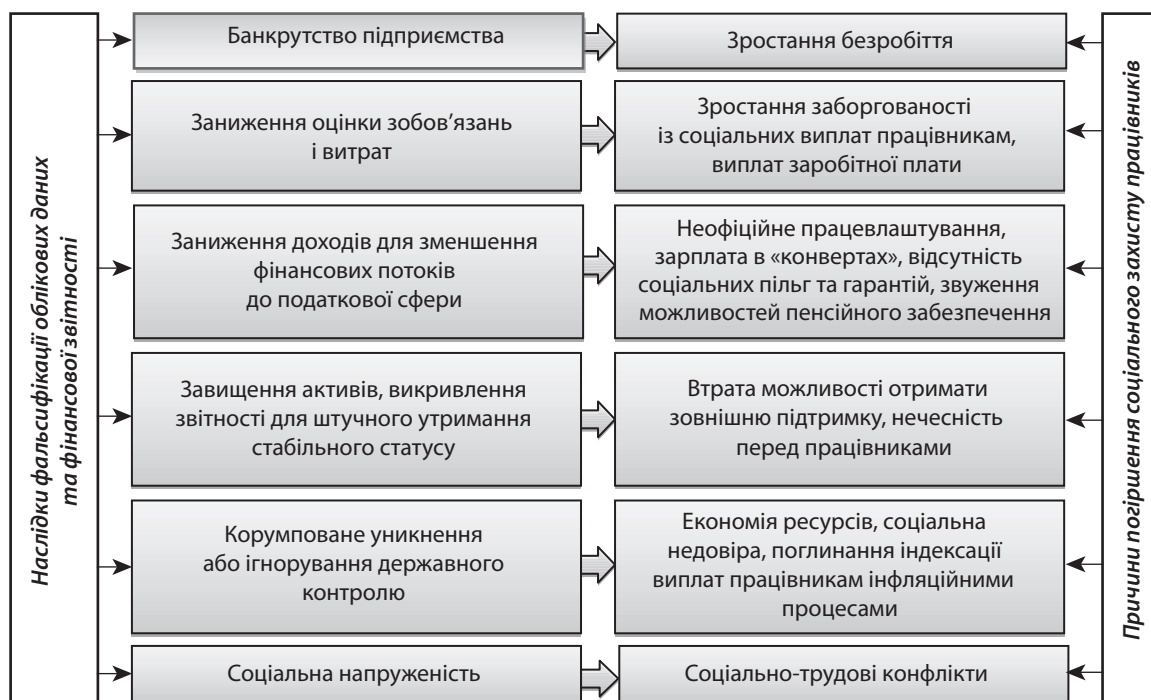 Наслідки фальсифікації облікових даних
та фінансової звітності
Банкрутство підприємства
Зростання безробіття
Заниження оцінки зобов’язань
і витрат
Зростання заборгованості
із соціальних виплат працівникам,
виплат заробітної плати
Заниження доходів для зменшення
фінансових потоків
до податкової сфери
Неофіційне працевлаштування,
зарплата в «конвертах», відсутність
соціальних пільг та гарантій, звуження
можливостей пенсійного забезпечення
Завищення активів, викривлення
звітності для штучного утримання
стабільного статусу
Втрата можливості отримати
зовнішню підтримку, нечесність
перед працівниками
Корумповане уникнення
або ігнорування державного
контролю
Економія ресурсів, соціальна
недовіра, поглинання індексації
виплат працівникам інфляційними
процесами
Соціальна напруженість
Соціально-трудові конфлікти
Причини погіршення соціального захисту працівників